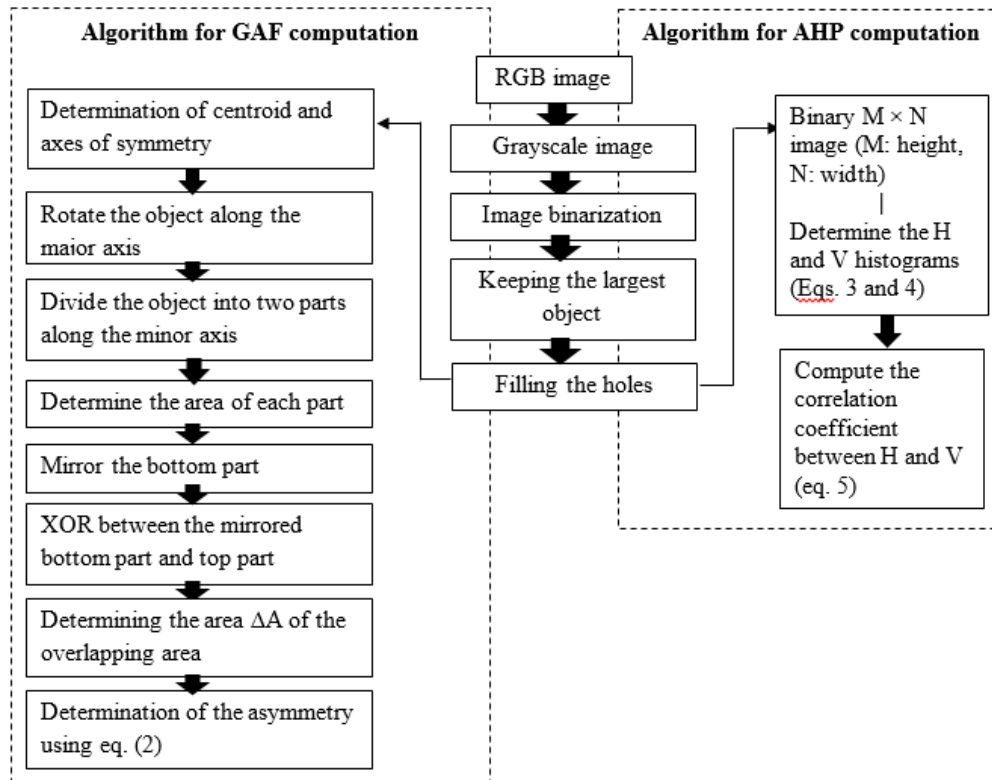 Algorithm for GAF computation
Determination of centroid and
axes of symmetry
Rotate the object along the
maior axis
Divide the object into two parts
along the minor axis
Determine the area of each part
Mirror the bottom part
XOR between the mirrored
bottom part and top part
Determining the area ΔA of the
overlapping area
Determination of the asymmetry
using eq. (2)
RGB image
Grayscale image
Image binarization
Keeping the largest
object
Filling the holes
Algorithm for AHP computation
Binary M × N
image (M: height,
N: width)
|
Determine the H
and V histograms
(Eqs. 3 and 4)
Compute the
correlation
coefficient
between H and V
(eq. 5)